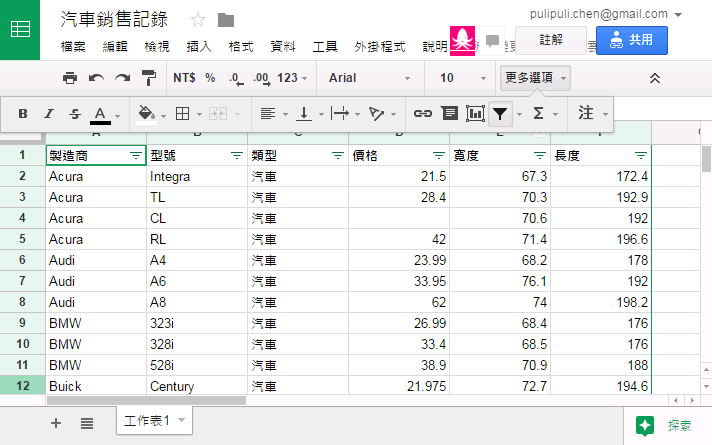 汽車銷售記錄
pulipuli.chen@gmail.com
檔案 編輯 檢視 插入 格式 資料 工具 外掛程式 說明
註解
共用
NT$ % .0 .00 123 Arial 10 更多選項
B I S A Σ 注
1 製造商 型號 類型 價格 寬度 長度
2 Acura Integra 汽車 21.5 67.3 172.4
3 Acura TL 汽車 28.4 70.3 192.9
4 Acura CL 汽車 70.6 192
5 Acura RL 汽車 42 71.4 196.6
6 Audi A4 汽車 23.99 68.2 178
7 Audi A6 汽車 33.95 76.1 192
8 Audi A8 汽車 62 74 198.2
9 BMW 323i 汽車 26.99 68.4 176
10 BMW 328i 汽車 33.4 68.5 176
11 BMW 528i 汽車 38.9 70.9 188
12 Buick Century 汽車 21.975 72.7 194.6
工作表1
探索